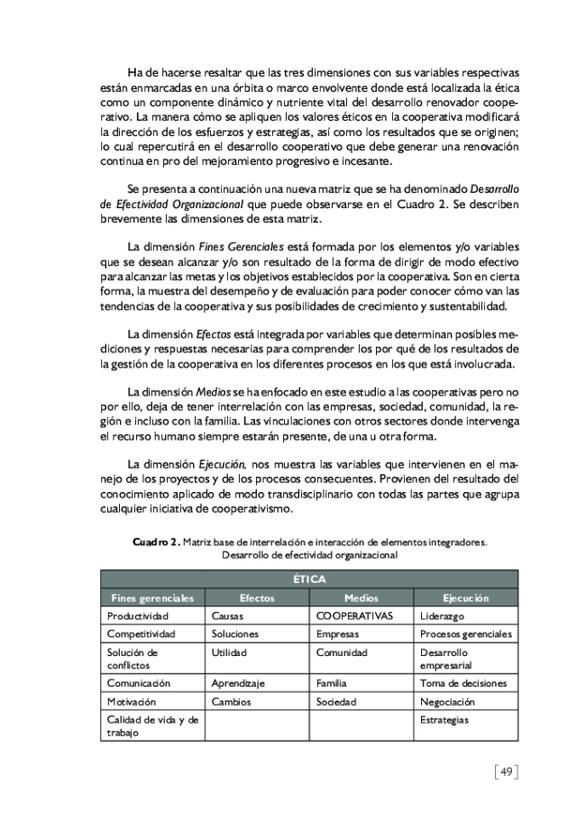 Ha de hacerse resaltar que las tres dimensiones con sus variables respectivas
están enmarcadas en una órbita o marco envolvente donde está localizada la ética
como un componente dinámico y nutriente vital del desarrollo renovador coope-
rativo. La manera cómo se apliquen los valores éticos en la cooperativa modificará
la dirección de los esfuerzos y estrategias, así como los resultados que se originen;
lo cual repercutirá en el desarrollo cooperativo que debe generar una renovación
continua en pro del mejoramiento progresivo e incesante.
Se presenta a continuación una nueva matriz que se ha denominado Desarrollo
de Efectividad Organizacional que puede observarse en el Cuadro 2. Se describen
brevemente las dimensiones de esta matriz.
La dimensión Fines Gerenciales está formada por los elementos y/o variables
que se desean alcanzar y/o son resultado de la forma de dirigir de modo efectivo
para alcanzar las metas y los objetivos establecidos por la cooperativa. Son en cierta
forma, la muestra del desempeño y de evaluación para poder conocer cómo van las
tendencias de la cooperativa y sus posibilidades de crecimiento y sustentabilidad.
La dimensión Efectos está integrada por variables que determinan posibles me-
diciones y respuestas necesarias para comprender los por qué de los resultados de
la gestión de la cooperativa en los diferentes procesos en los que está involucrada.
La dimensión Medios se ha enfocado en este estudio a las cooperativas pero no
por ello, deja de tener interrelación con las empresas, sociedad, comunidad, la re-
gión e incluso con la familia. Las vinculaciones con otros sectores donde intervenga
el recurso humano siempre estarán presente, de una u otra forma.
La dimensión Ejecución, nos muestra las variables que intervienen en el ma-
nejo de los proyectos y de los procesos consecuentes. Provienen del resultado del
conocimiento aplicado de modo transdisciplinario con todas las partes que agrupa
cualquier iniciativa de cooperativismo.
Cuadro 2. Matriz base de interrelación e interacción de elementos integradores.
Desarrollo de efectividad organizacional
ÉTICA
Fines gerenciales Efectos Medios Ejecución
Productividad Causas COOPERATIVAS Liderazgo
Competitividad Soluciones Empresas Procesos gerenciales
Solución de Utilidad Comunidad Desarrollo
conflictos empresarial
Comunicación Aprendizaje Familia Toma de decisiones
Motivación Cambios Sociedad Negociación
Calidad de vida y de Estrategias
trabajo
[49]